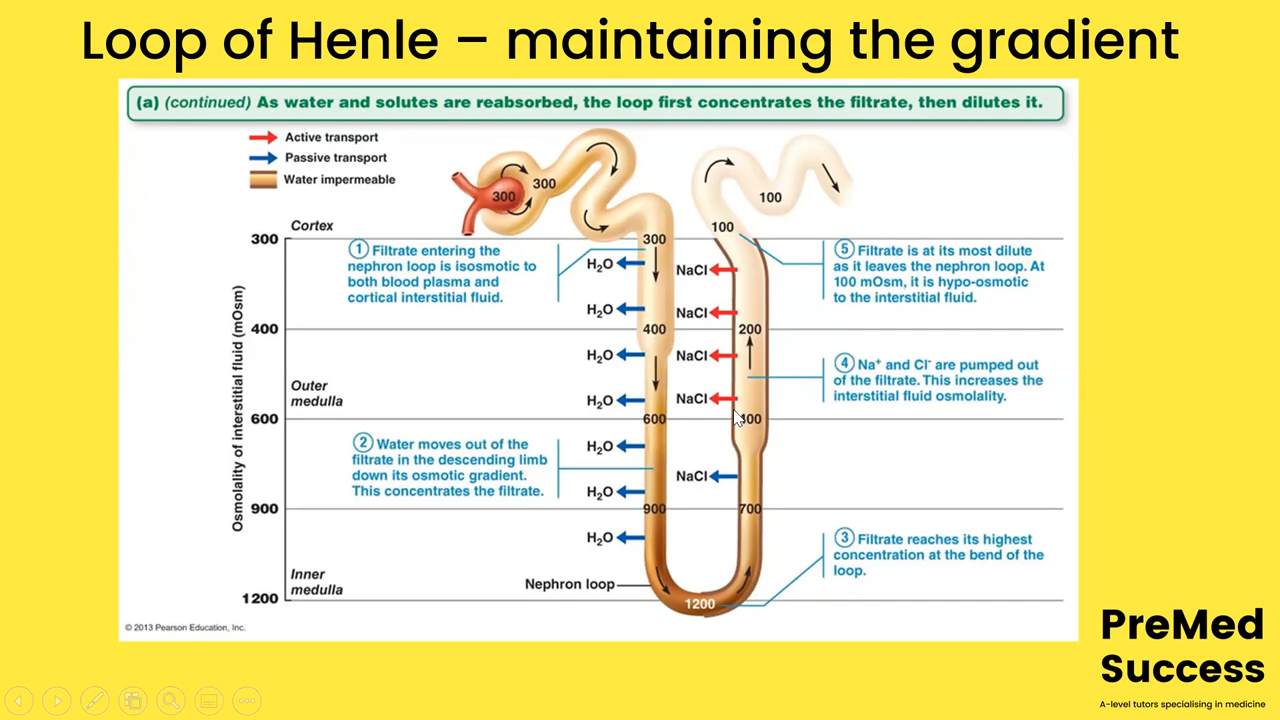 Loop of Henle – maintaining the gradient
(a) (continued) As water and solutes are reabsorbed, the loop first concentrates the filtrate, then dilutes it.
Active transport
Passive transport
Water impermeable
300
300
100
100
Cortex
300
300
① Filtrate entering the
nephron loop is isosmotic to
both blood plasma and
cortical interstitial fluid.
H₂O
H₂O
H₂O
H₂O
H₂O
H₂O
H₂O
NaCl
NaCl
NaCl
NaCl
NaCl
⑤ Filtrate is at its most dilute
as it leaves the nephron loop. At
100 mOsm, it is hypo-osmotic
to the interstitial fluid.
400
400
200
④ Na⁺ and Cl⁻ are pumped out
of the filtrate. This increases the
interstitial fluid osmolality.
Outer
medulla
Osmolality of interstitial fluid (mOsm)
600
600
② Water moves out of the
filtrate in the descending limb
down its osmotic gradient.
This concentrates the filtrate.
900
900
700
③ Filtrate reaches its highest
concentration at the bend of the
loop.
Inner
medulla
Nephron loop
1200
1200
© 2013 Pearson Education, Inc.
PreMed
Success
A-level tutors specialising in medicine